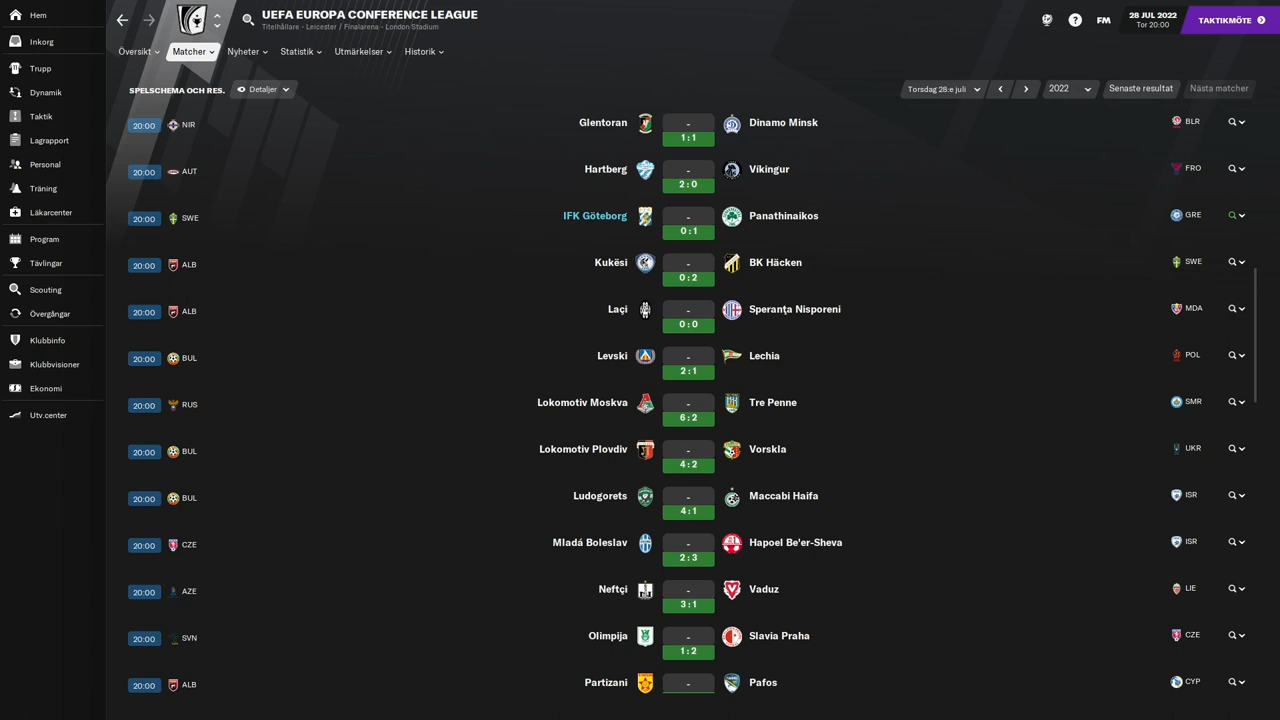 Hem
Inkorg
Trupp
Dynamik
Taktik
Lagrapport
Personal
Träning
Läkarcenter
Program
Tävlingar
Scouting
Övergångar
Klubbinfo
Klubbvisioner
Ekonomi
Utv.center
UEFA EUROPA CONFERENCE LEAGUE
Titelhållare - Leicester / Finalarena - London Stadium
FM
28 JUL 2022
Tor 20:00
TAKTIKMÖTE
Översikt Matcher Nyheter Statistik Utmärkelser Historik
SPELSCHEMA OCH RES. Detaljer Torsdag 28:e juli 2022 Senaste resultat Nästa matcher
20:00 NIR Glentoran - Dinamo Minsk BLR
1 : 1
20:00 AUT Hartberg - Víkingur FRO
2 : 0
20:00 SWE IFK Göteborg - Panathinaikos GRE
0 : 1
20:00 ALB Kukësi - BK Häcken SWE
0 : 2
20:00 ALB Laçi - Speranţa Nisporeni MDA
0 : 0
20:00 BUL Levski - Lechia POL
2 : 1
20:00 RUS Lokomotiv Moskva - Tre Penne SMR
6 : 2
20:00 BUL Lokomotiv Plovdiv - Vorskla UKR
4 : 2
20:00 BUL Ludogorets - Maccabi Haifa ISR
4 : 1
20:00 CZE Mladá Boleslav - Hapoel Be'er-Sheva ISR
2 : 3
20:00 AZE Neftçi - Vaduz LIE
3 : 1
20:00 SVN Olimpija - Slavia Praha CZE
1 : 2
20:00 ALB Partizani - Pafos CYP